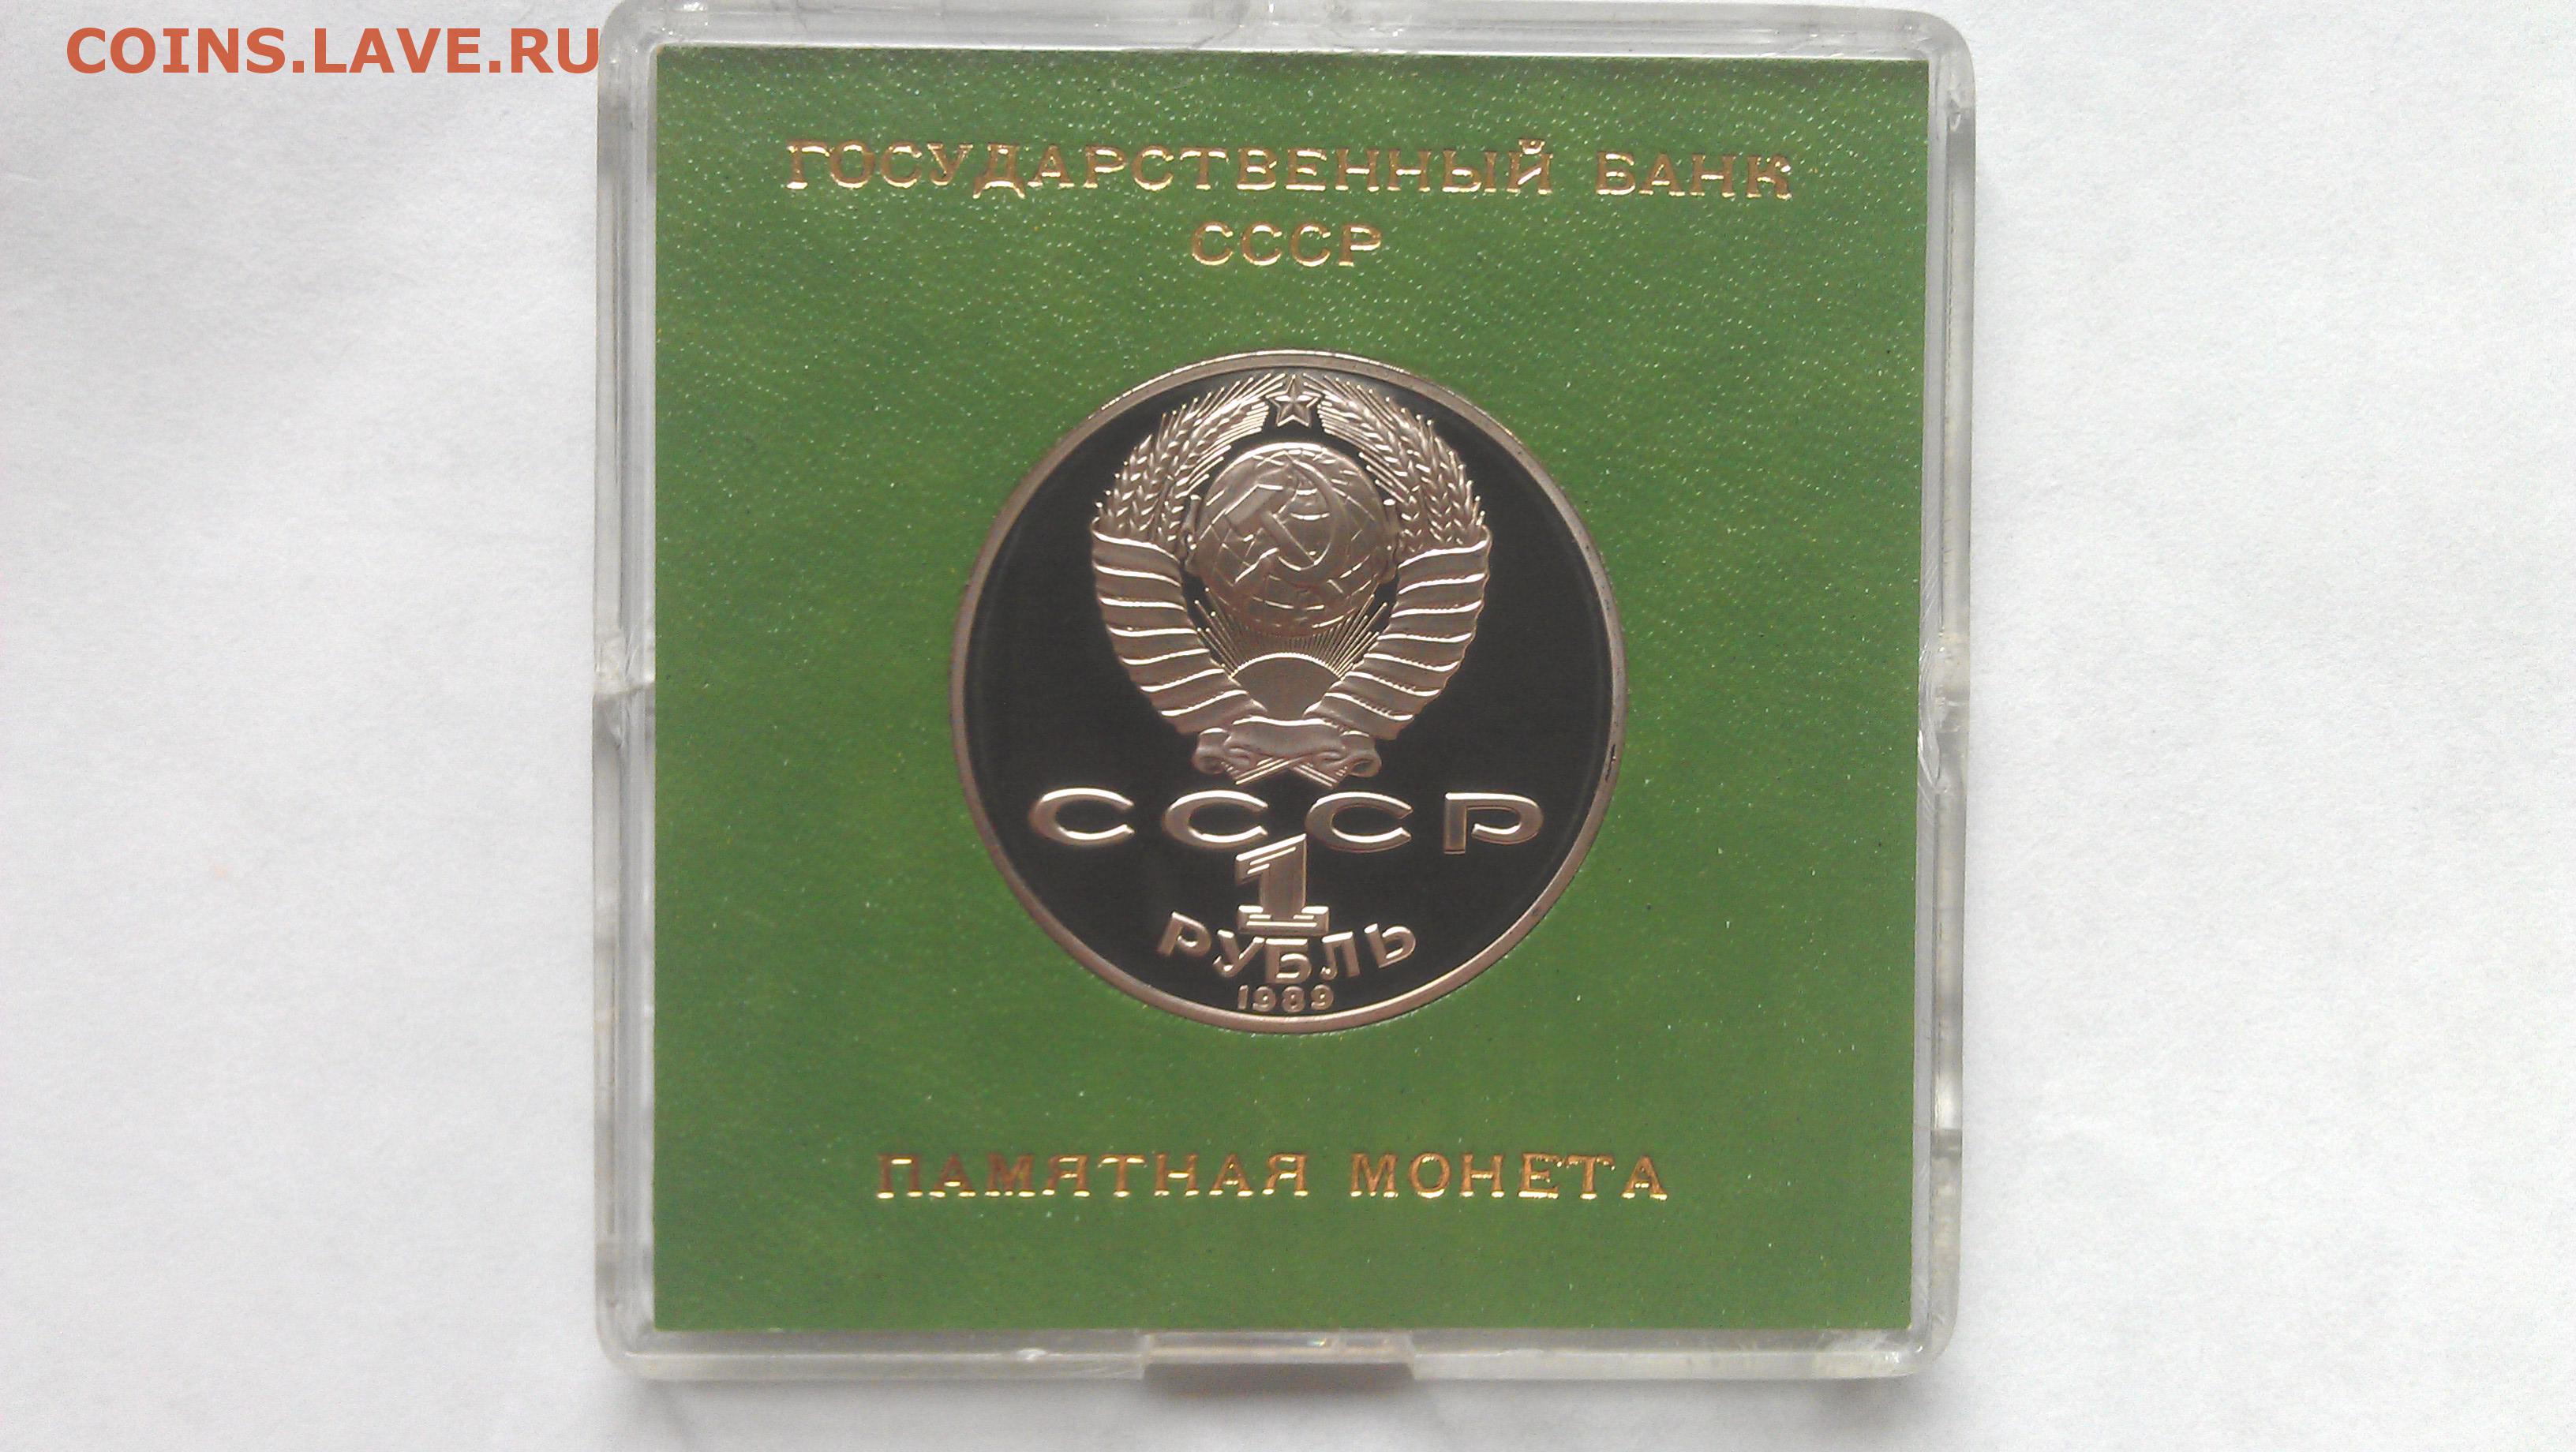 COINS.LAVE.RU
ГОСУДАРСТВЕННЫЙ БАНК
СССР
СССР
1
РУБЛЬ
1989
ПАМЯТНАЯ МОНЕТА